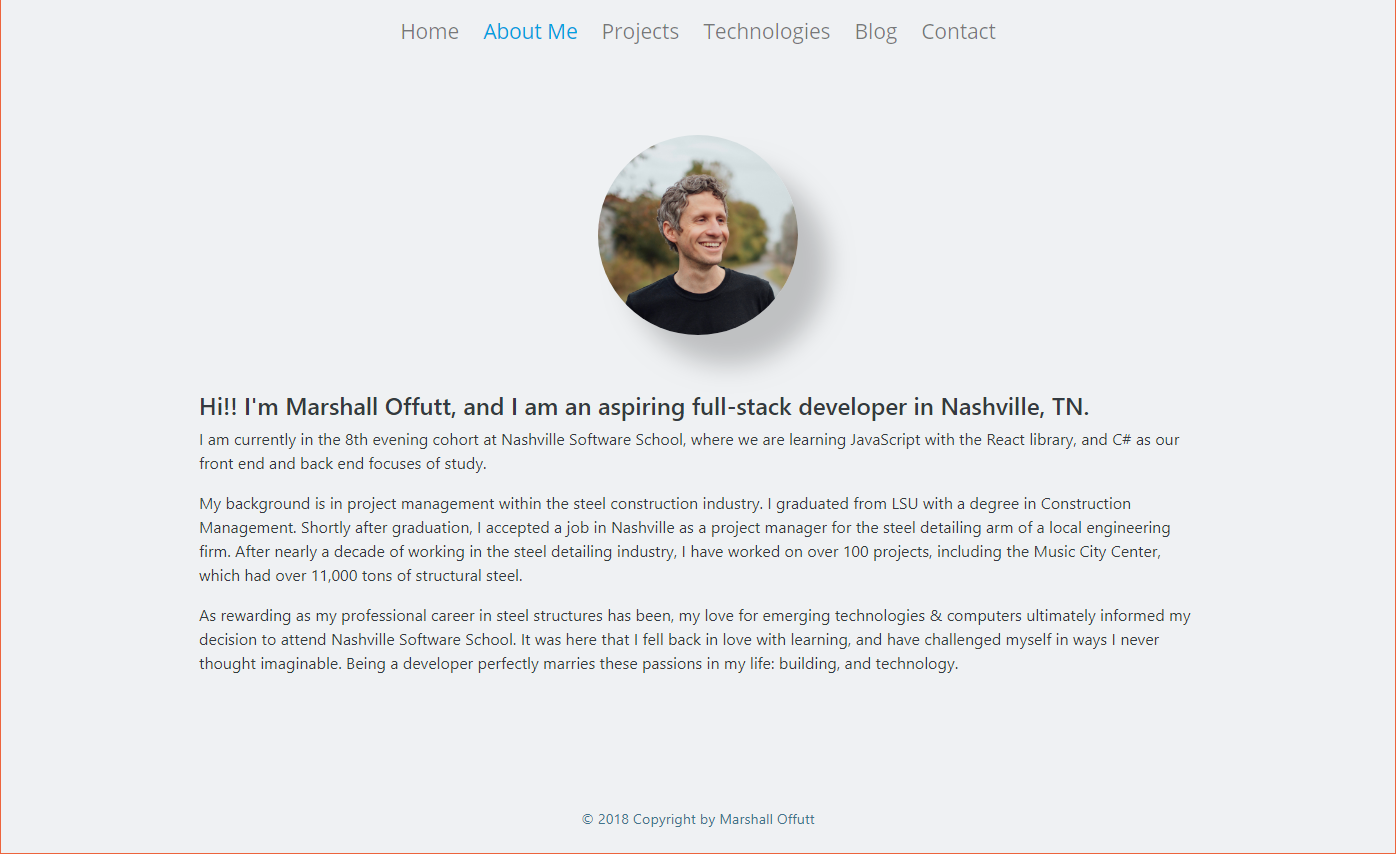 Home About Me Projects Technologies Blog Contact
Hi!! I'm Marshall Offutt, and I am an aspiring full-stack developer in Nashville, TN.
I am currently in the 8th evening cohort at Nashville Software School, where we are learning JavaScript with the React library, and C# as our
front end and back end focuses of study.
My background is in project management within the steel construction industry. I graduated from LSU with a degree in Construction
Management. Shortly after graduation, I accepted a job in Nashville as a project manager for the steel detailing arm of a local engineering
firm. After nearly a decade of working in the steel detailing industry, I have worked on over 100 projects, including the Music City Center,
which had over 11,000 tons of structural steel.
As rewarding as my professional career in steel structures has been, my love for emerging technologies & computers ultimately informed my
decision to attend Nashville Software School. It was here that I fell back in love with learning, and have challenged myself in ways I never
thought imaginable. Being a developer perfectly marries these passions in my life: building, and technology.
© 2018 Copyright by Marshall Offutt